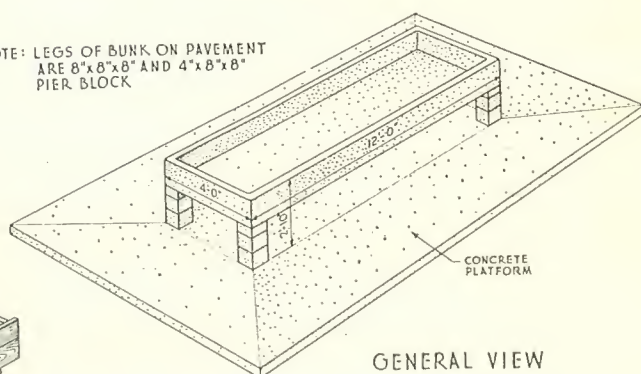 OTE: LEGS OF BUNK ON PAVEMENT
ARE 8"x8"x8" AND 4"x8"x8"
PIER BLOCK
12'-0"
4'-0"
2'-10"
CONCRETE
PLATFORM
GENERAL VIEW